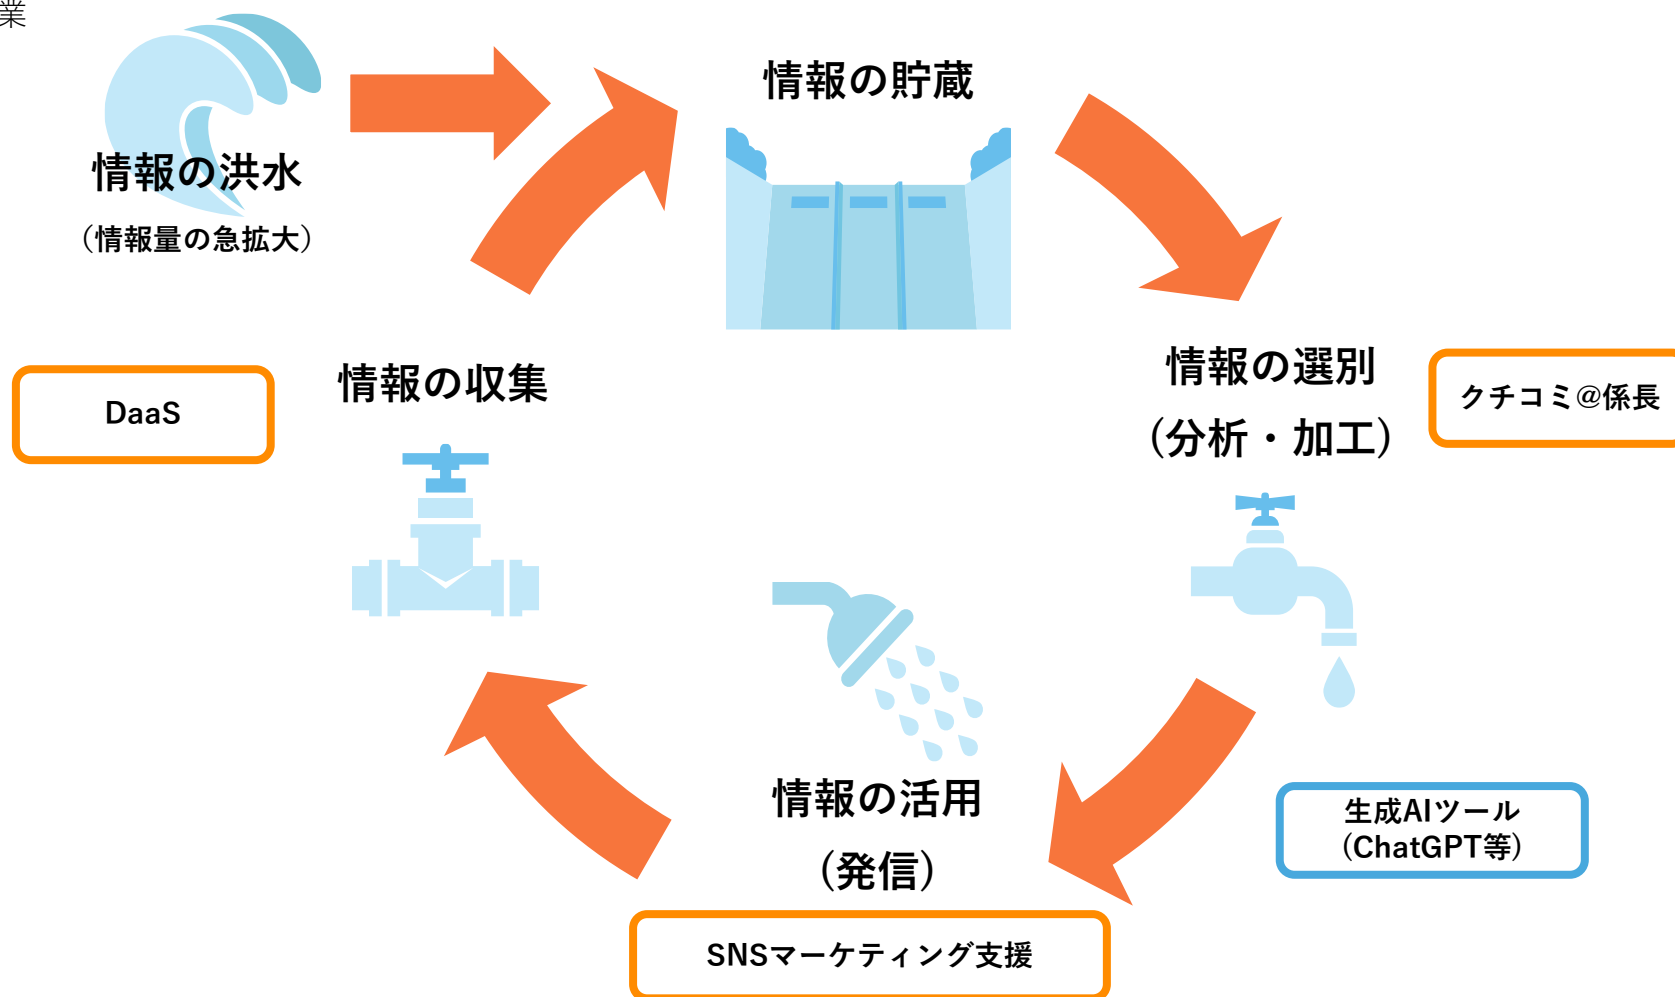 業
情報の洪水
（情報量の急拡大）
情報の貯蔵
DaaS
情報の収集
情報の選別
（分析・加工）
クチコミ@係長
生成AIツール
(ChatGPT等)
情報の活用
（発信）
SNSマーケティング支援